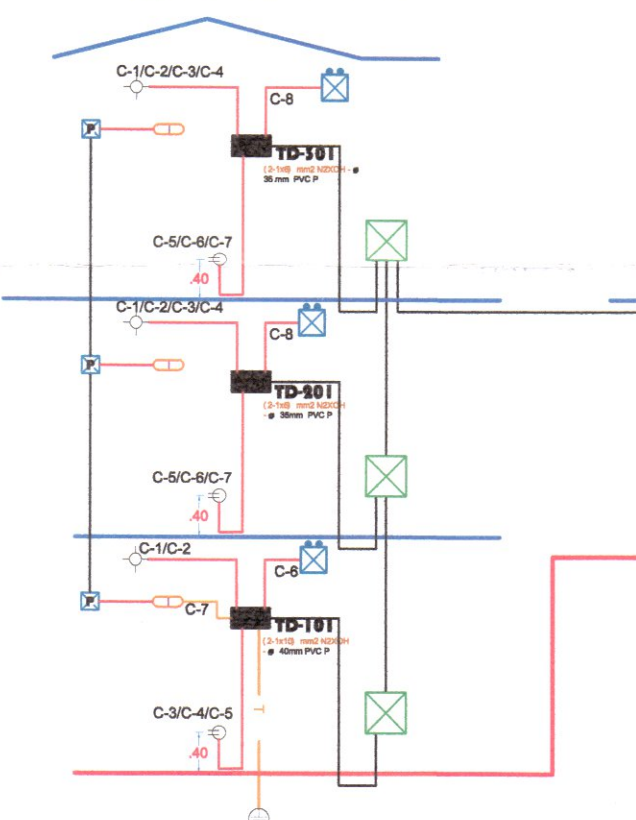 C-1/C-2/C-3/C-4
C-8
P
TD-301
(2-1x6) mm2 N2XOH - ø
35 mm PVC P
C-5/C-6/C-7
.40
C-1/C-2/C-3/C-4
C-8
P
TD-201
(2-1x6) mm2 N2XOH
- ø 35mm PVC P
C-5/C-6/C-7
.40
C-1/C-2
C-6
P
C-7
TD-101
(2-1x10) mm2 N2XOH
- ø 40mm PVC P
T
C-3/C-4/C-5
.40